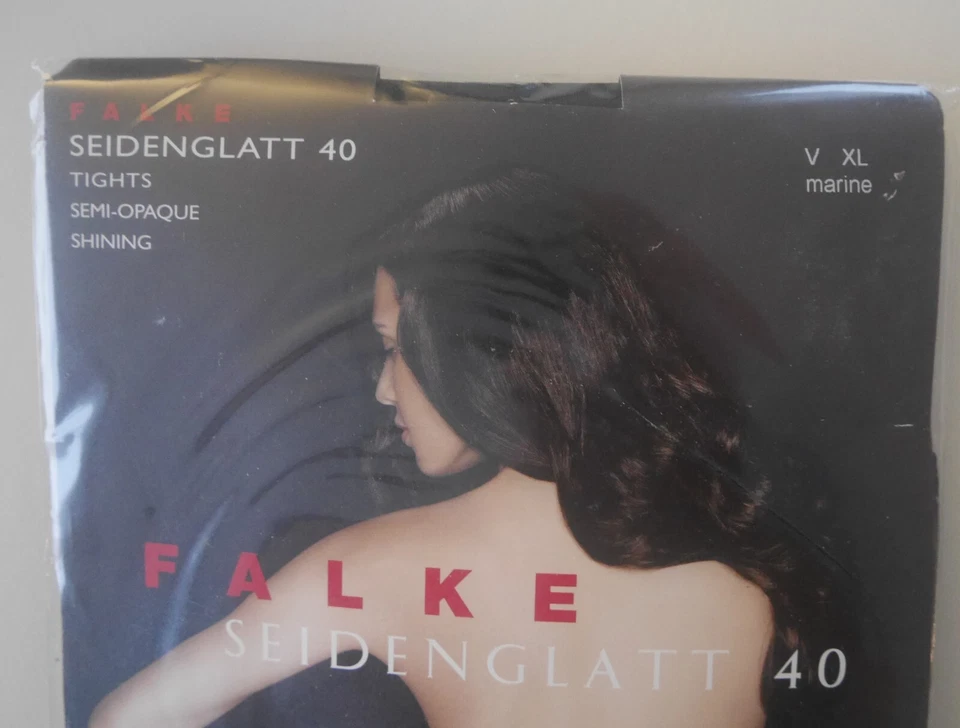 FALKE
SEIDENGLATT 40
TIGHTS
SEMI-OPAQUE
SHINING
V XL
marine
FALKE
SEIDENGLATT 40